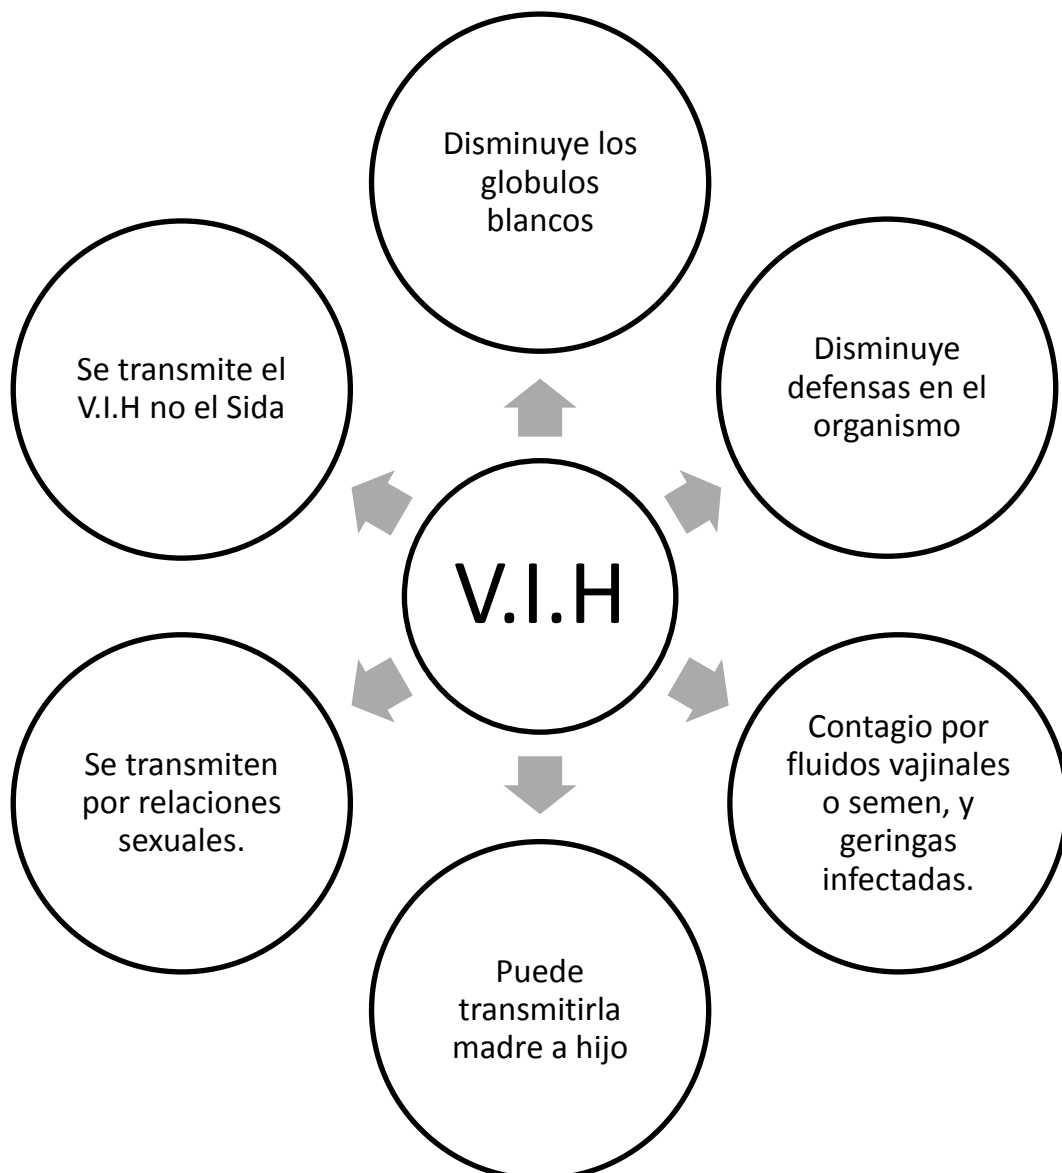 Disminuye los
globulos
blancos
Disminuye
defensas en el
organismo
Contagio por
fluidos vajinales
o semen, y
geringas
infectadas.
Puede
transmitirla
madre a hijo
Se transmiten
por relaciones
sexuales.
Se transmite el
V.I.H no el Sida
V.I.H